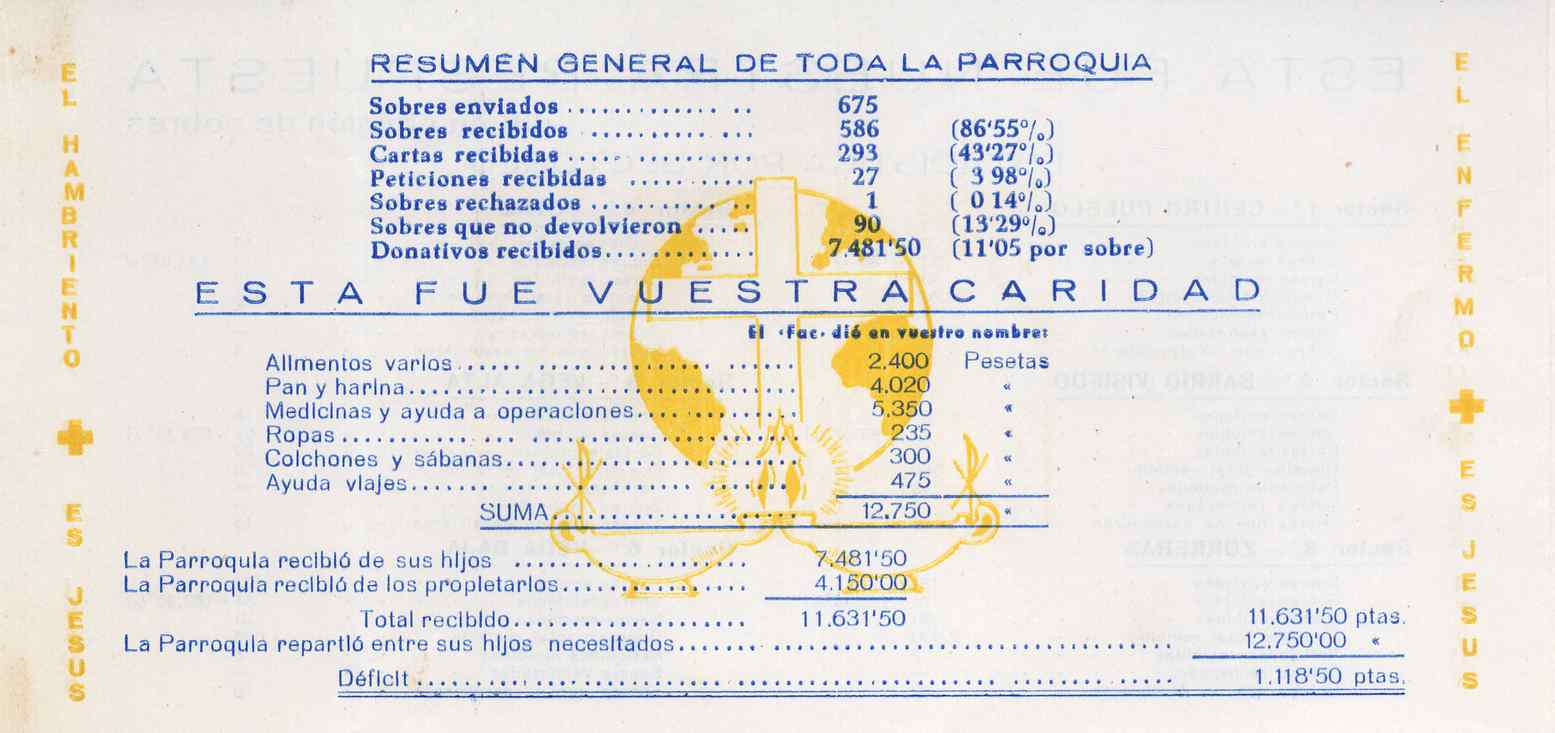 EL HAMBRIENTO ✚ ES JESUS
RESUMEN GENERAL DE TODA LA PARROQUIA
Sobres enviados ............. .. 675
Sobres recibidos ............... 586 (86'55%)
Cartas recibidas ................ 293 (43'27%)
Peticiones recibidas ........... 27 ( 3 98%)
Sobres rechazados .............. 1 ( 0 14%)
Sobres que no devolvieron ..... 90 (13'29%)
Donativos recibidos............. 7.481'50 (11'05 por sobre)
ESTA FUE VUESTRA CARIDAD
El «Fac» dió en vuestro nombre:
Alimentos varios.............................. 2.400 Pesetas
Pan y harina................................... 4.020 «
Medicinas y ayuda a operaciones............. 5.350 «
Ropas.......................................... 235 «
Colchones y sábanas.......................... 300 «
Ayuda viajes................................... 475 «
SUMA........................ 12.750 «
La Parroquia recibió de sus hijos ..................... 7.481'50
La Parroquia recibió de los propietarios................ 4.150'00
Total recibido..................... 11.631'50 11.631'50 ptas.
La Parroquia repartió entre sus hijos necesitados............................................ 12.750'00 «
Déficit ...................................................................... 1.118'50 ptas.
EL ENFERMO ✚ ES JESUS